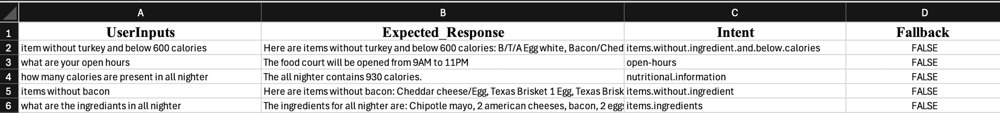 A B C D
1 UserInputs Expected_Response Intent Fallback
2 item without turkey and below 600 calories Here are items without turkey and below 600 calories: B/T/A Egg white, Bacon/Ched items.without.ingredient.and.below.calories FALSE
3 what are your open hours The food court will be opened from 9AM to 11PM open-hours FALSE
4 how many calories are present in all nighter The all nighter contains 930 calories. nutritional.information FALSE
5 items without bacon Here are items without bacon: Cheddar cheese/Egg, Texas Brisket 1 Egg, Texas Brisk items.without.ingredient FALSE
6 what are the ingrediants in all nighter The ingredients for all nighter are: Chipotle mayo, 2 american cheeses, bacon, 2 eggs items.ingredients FALSE